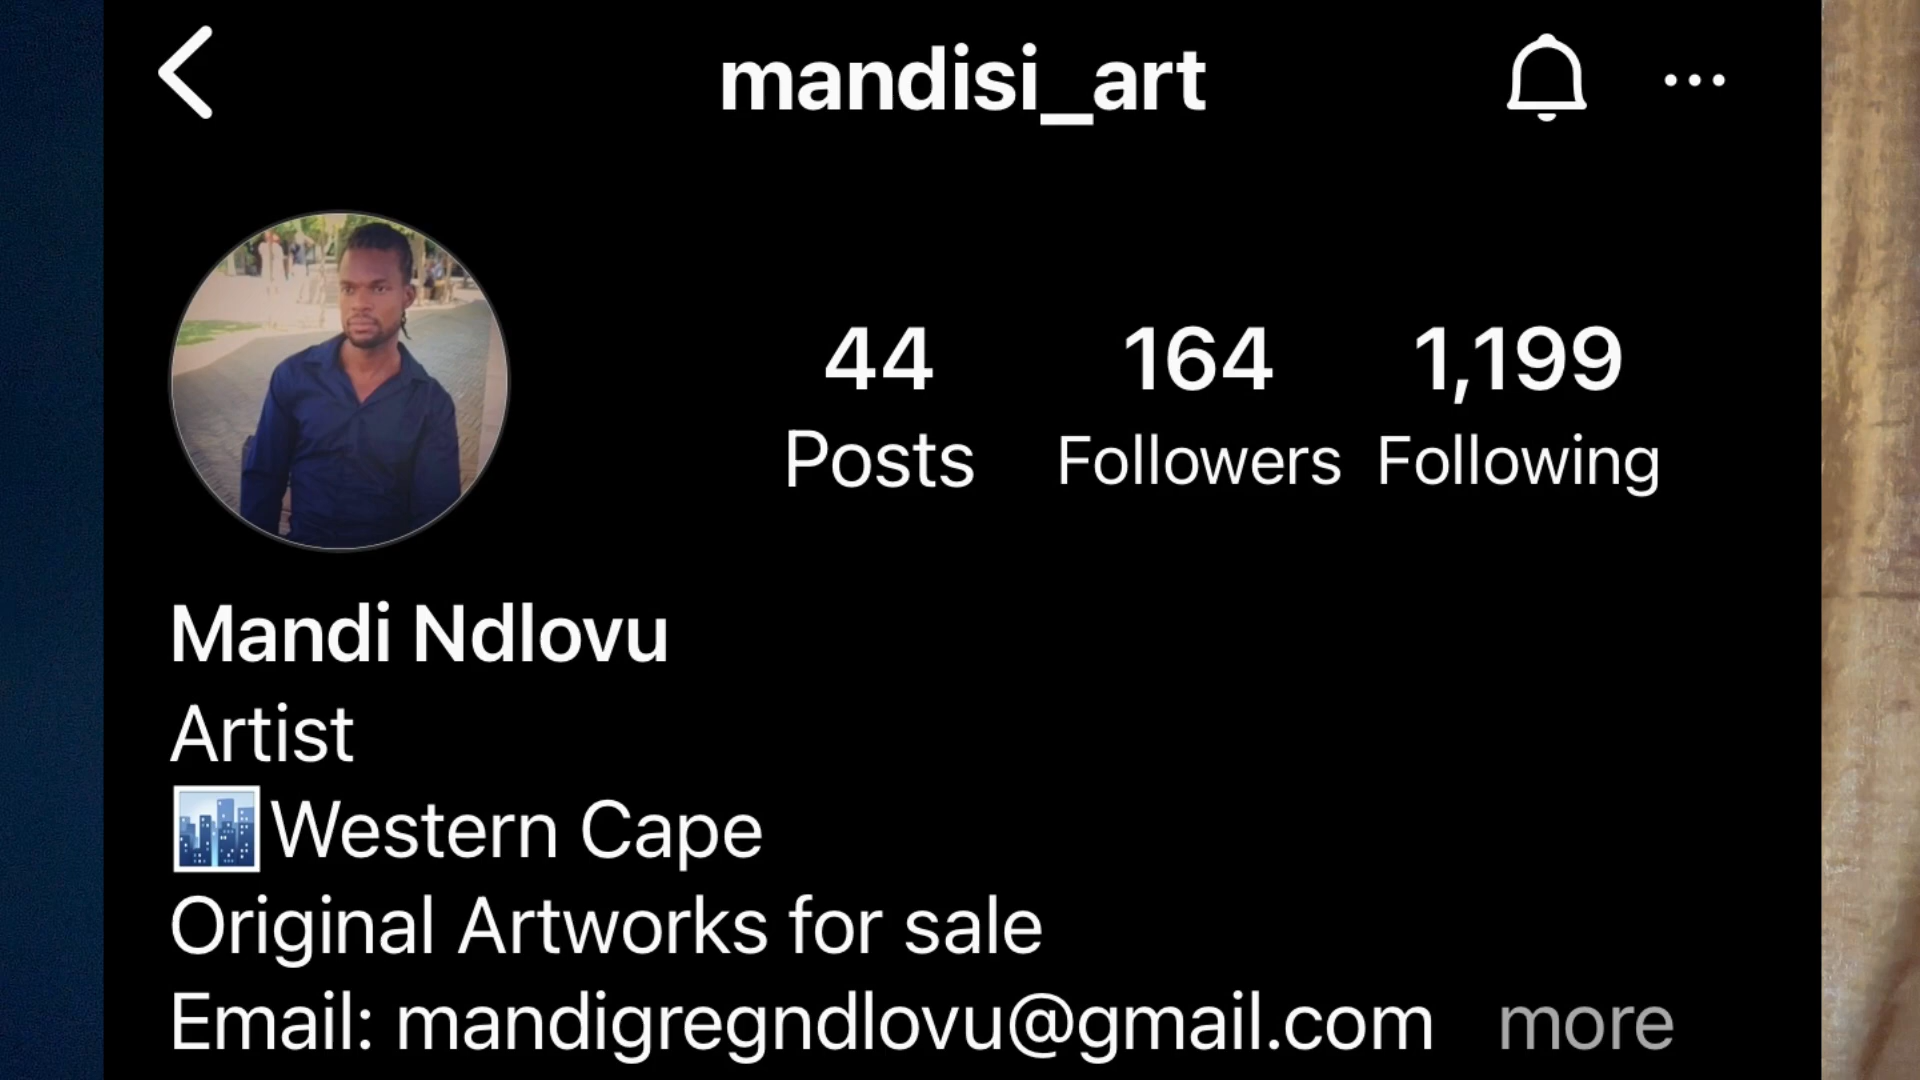 mandisi_art
44 164 1,199
Posts Followers Following
Mandi Ndlovu
Artist
Western Cape
Original Artworks for sale
Email: mandigregndlovu@gmail.com more